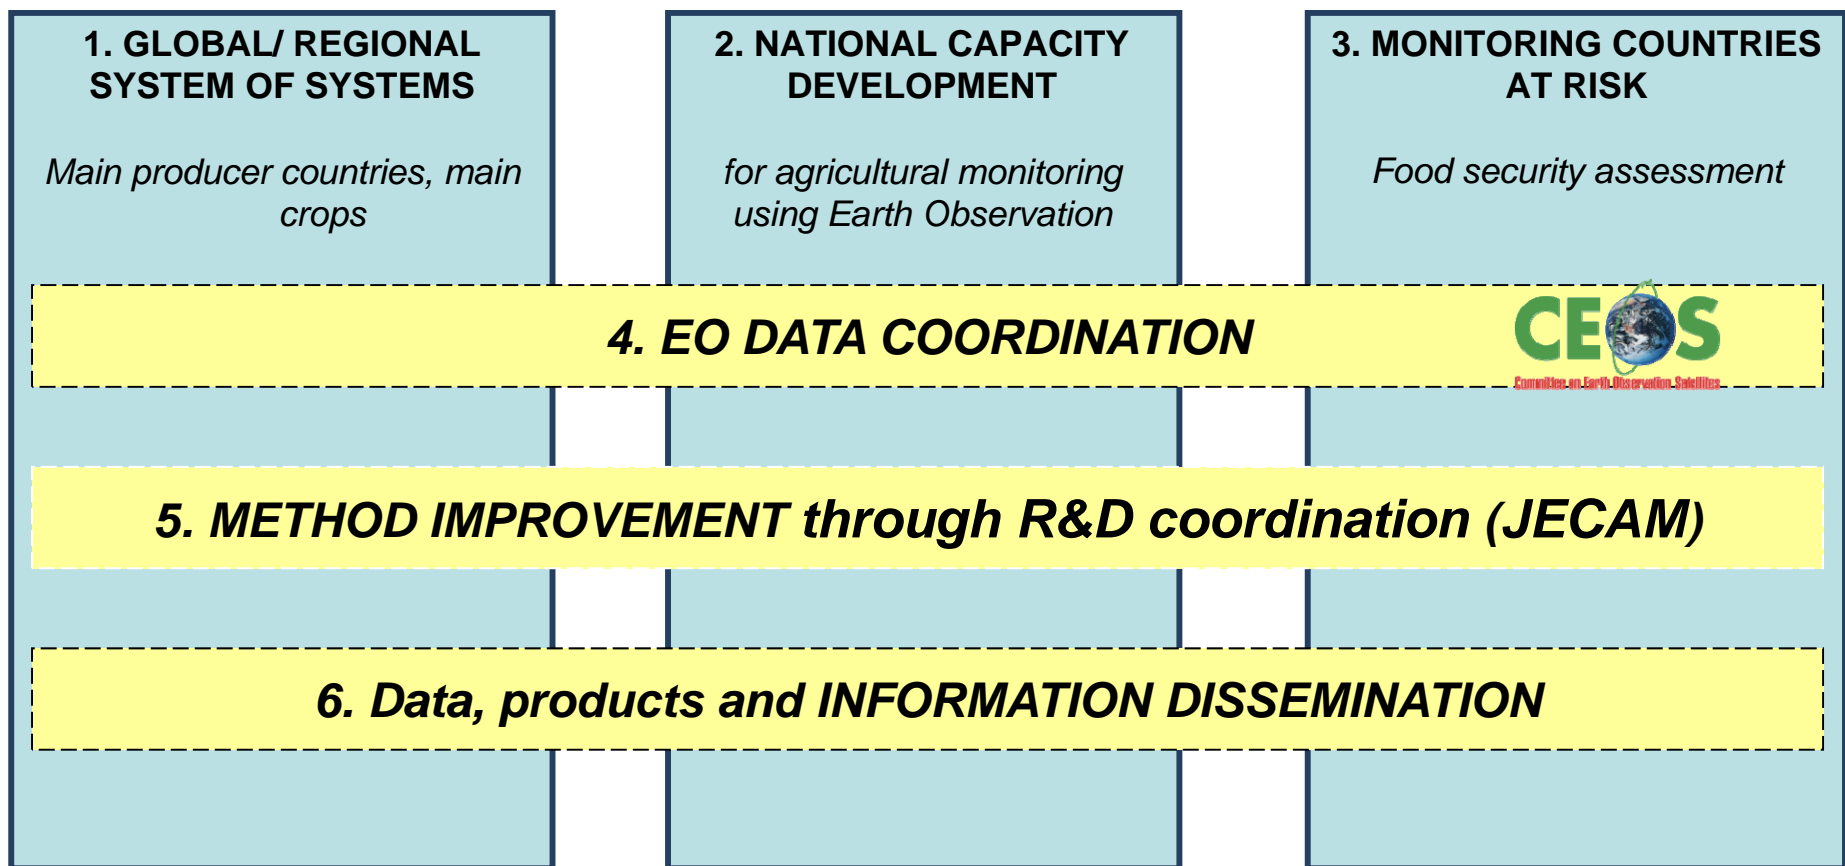 1. GLOBAL/ REGIONAL
SYSTEM OF SYSTEMS
Main producer countries, main
crops
2. NATIONAL CAPACITY
DEVELOPMENT
for agricultural monitoring
using Earth Observation
3. MONITORING COUNTRIES
AT RISK
Food security assessment
4. EO DATA COORDINATION
CEOS
Committee on Earth Observation Satellites
5. METHOD IMPROVEMENT through R&D coordination (JECAM)
6. Data, products and INFORMATION DISSEMINATION